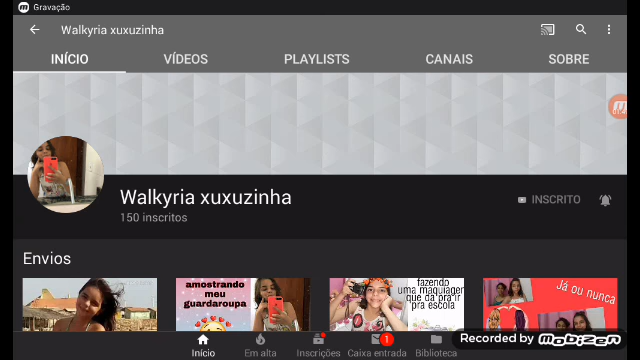 Gravação
Walkyria xuxuzinha
INÍCIO VÍDEOS PLAYLISTS CANAIS SOBRE
Walkyria xuxuzinha
150 inscritos
INSCRITO
Envios
amostrando
meu
guardaroupa
fazendo
uma maquiagem
que da pra ir
pra escola
Já ou nunca
Início Em alta Inscrições Caixa entrada Biblioteca
1
Recorded by MOBIZEN